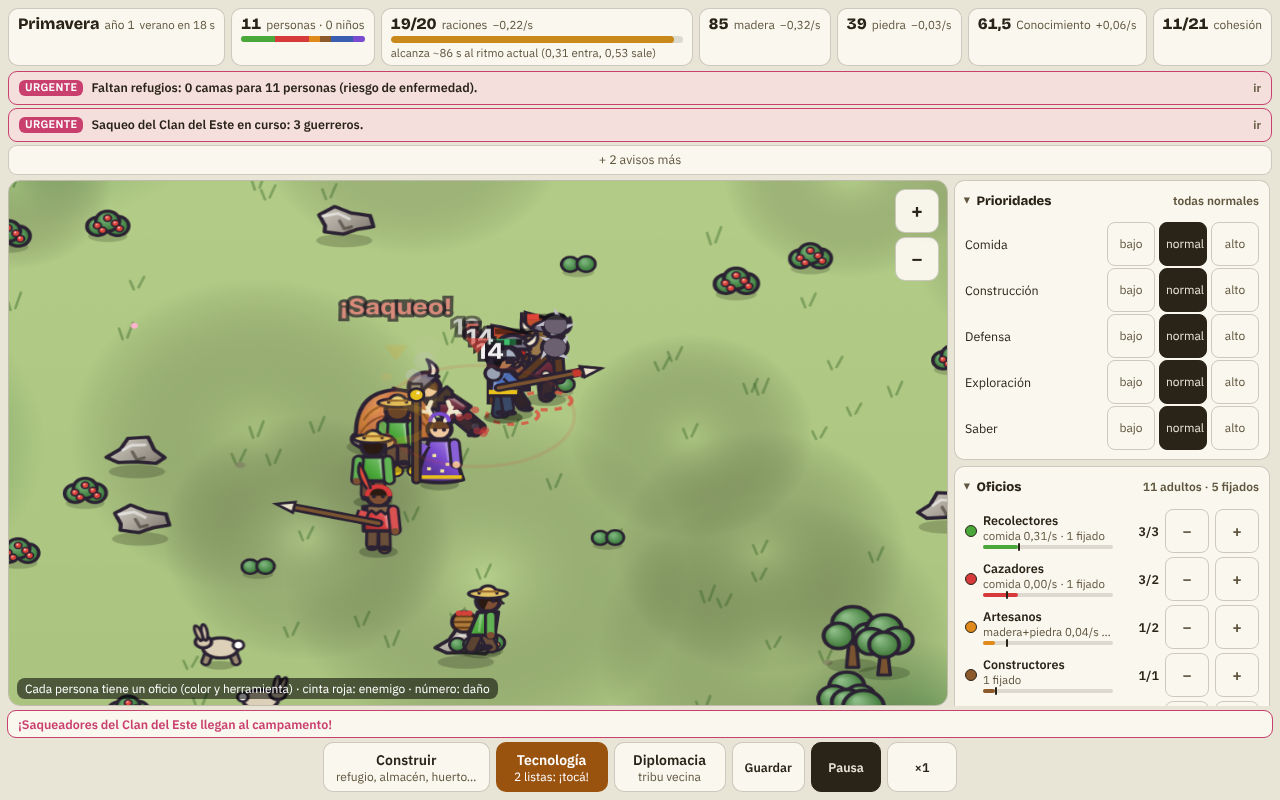 Primavera año 1 verano en 18 s
11 personas · 0 niños
19/20 raciones −0,22/s
alcanza ~86 s al ritmo actual (0,31 entra, 0,53 sale)
85 madera −0,32/s
39 piedra −0,03/s
61,5 Conocimiento +0,06/s
11/21 cohesión
URGENTE Faltan refugios: 0 camas para 11 personas (riesgo de enfermedad). ir
URGENTE Saqueo del Clan del Este en curso: 3 guerreros. ir
+ 2 avisos más
+
−
¡Saqueo!
14
14
Cada persona tiene un oficio (color y herramienta) · cinta roja: enemigo · número: daño
▼ Prioridades todas normales
Comida bajo normal alto
Construcción bajo normal alto
Defensa bajo normal alto
Exploración bajo normal alto
Saber bajo normal alto
▼ Oficios 11 adultos · 5 fijados
Recolectores
comida 0,31/s · 1 fijado
3/3 − +
Cazadores
comida 0,00/s · 1 fijado
3/2 − +
Artesanos
madera+piedra 0,04/s ...
1/2 − +
Constructores
1 fijado
1/1 − +
¡Saqueadores del Clan del Este llegan al campamento!
Construir
refugio, almacén, huerto...
Tecnología
2 listas: ¡tocá!
Diplomacia
tribu vecina
Guardar
Pausa
×1